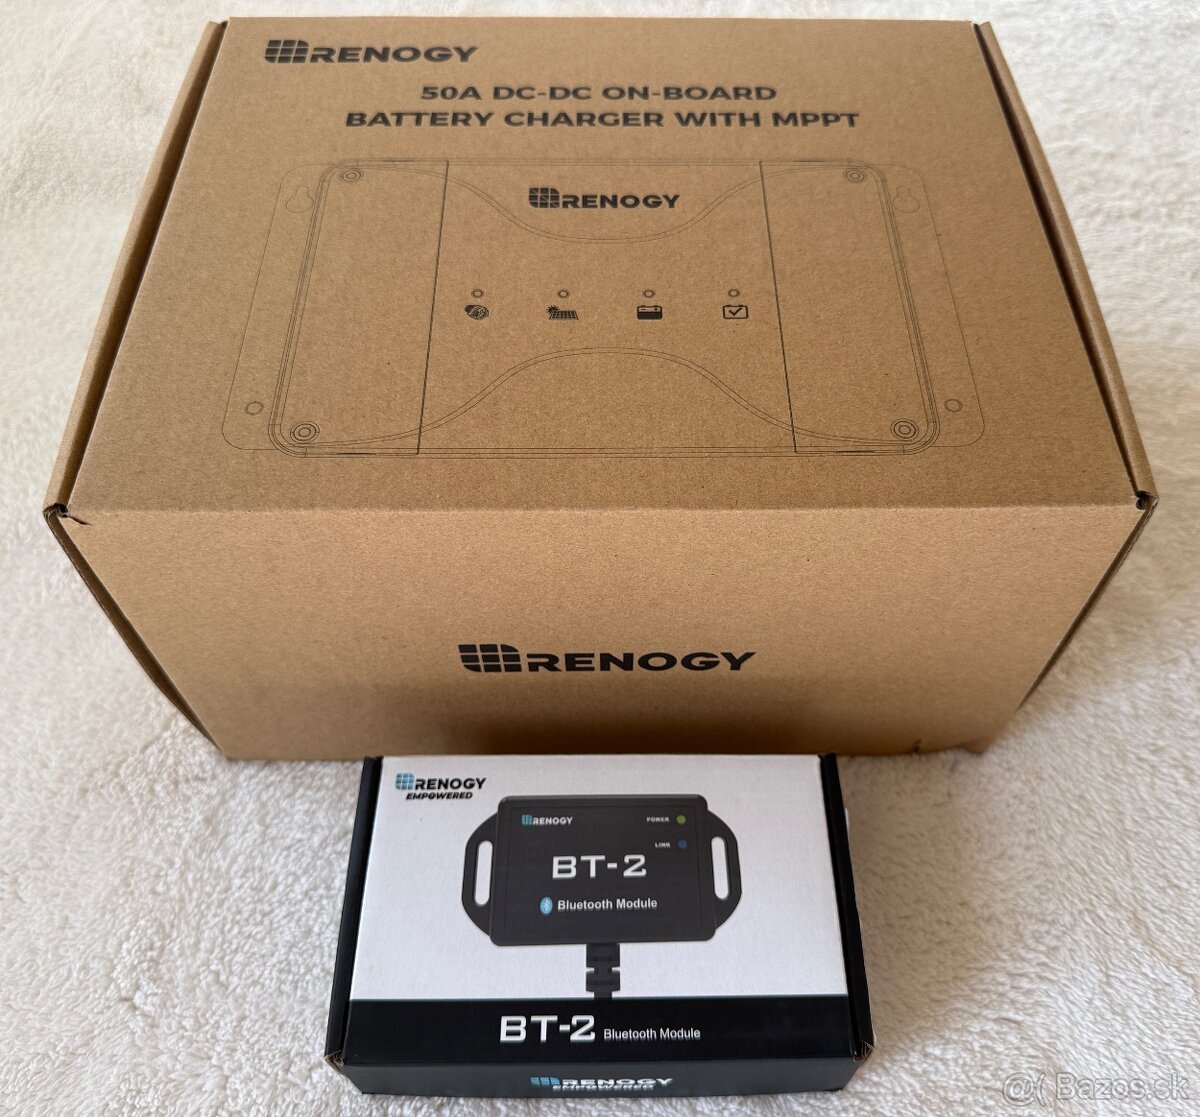 RENOGY
50A DC-DC ON-BOARD
BATTERY CHARGER WITH MPPT
RENOGY
RENOGY
RENOGY
EMPOWERED
RENOGY
POWER
LINK
BT-2
Bluetooth Module
BT-2 Bluetooth Module
RENOGY
EMPOWERED
@( Bazos.sk